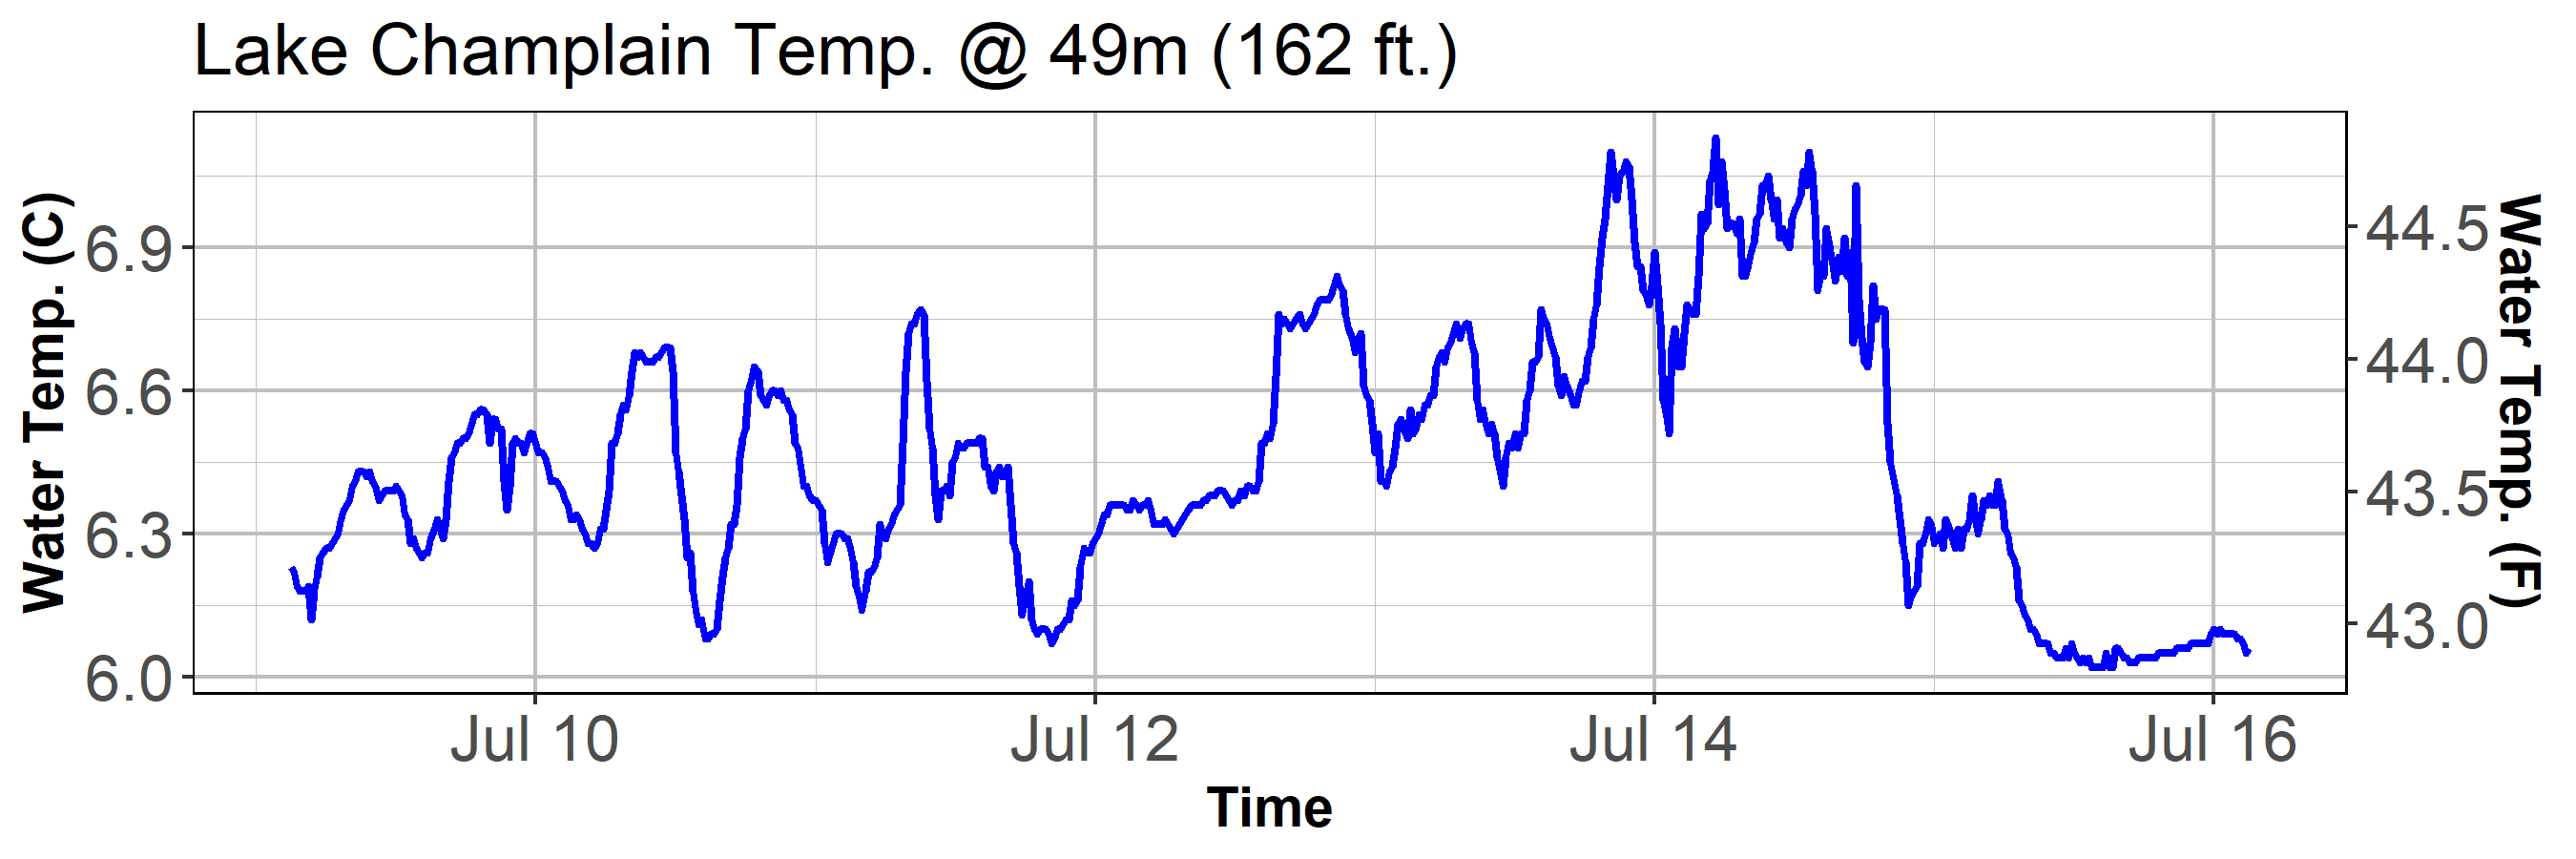 Lake Champlain Temp. @ 49m (162 ft.)
Water Temp. (C)
6.9
6.6
6.3
6.0
44.5
44.0
43.5
43.0
Water Temp. (F)
Jul 10
Jul 12
Jul 14
Jul 16
Time